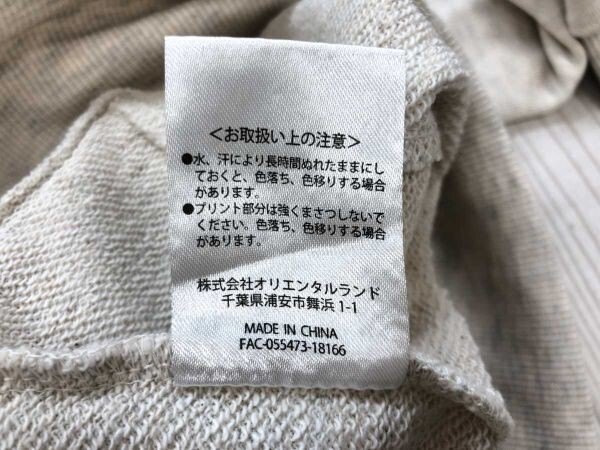 ＜お取扱い上の注意＞
●水、汗により長時間ぬれたままにし
ておくと、色落ち、色移りする場合
があります。
●プリント部分は強くまさつしないで
ください。色落ち、色移りする場合
があります。
株式会社オリエンタルランド
千葉県浦安市舞浜1-1
MADE IN CHINA
FAC-055473-18166